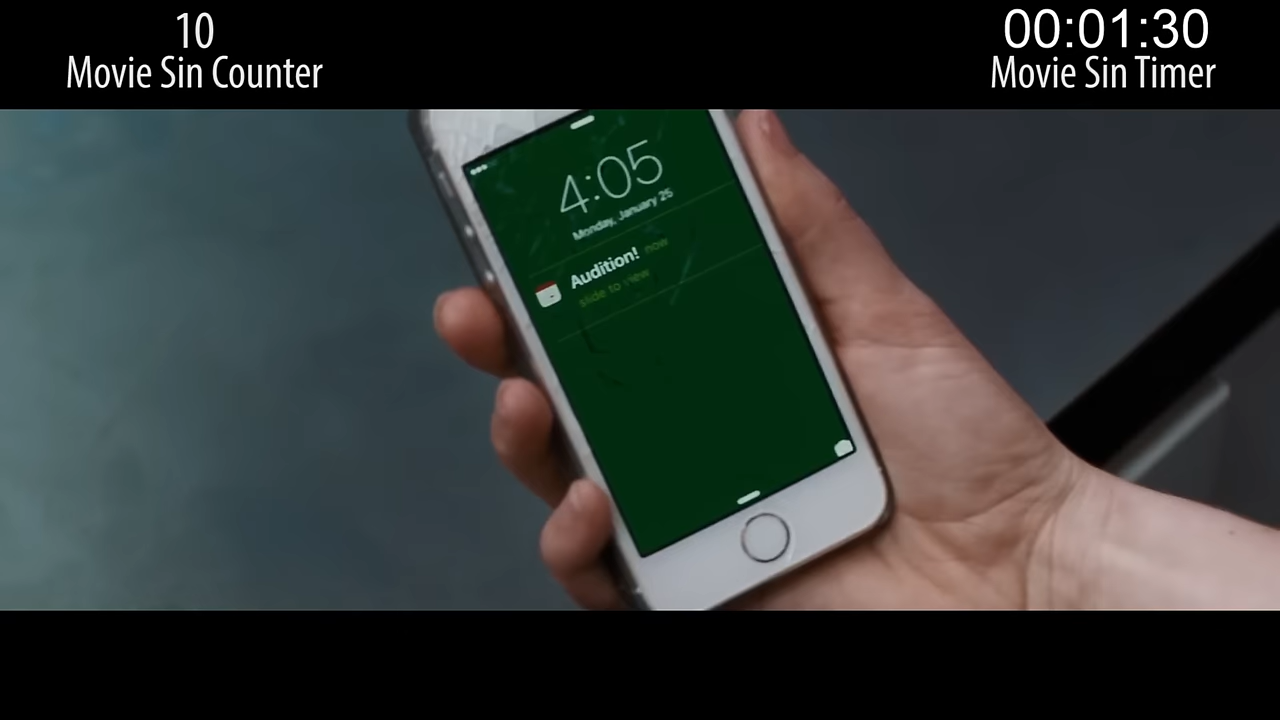 10
Movie Sin Counter
00:01:30
Movie Sin Timer
4:05
Monday, January 25
Audition! now
slide to view